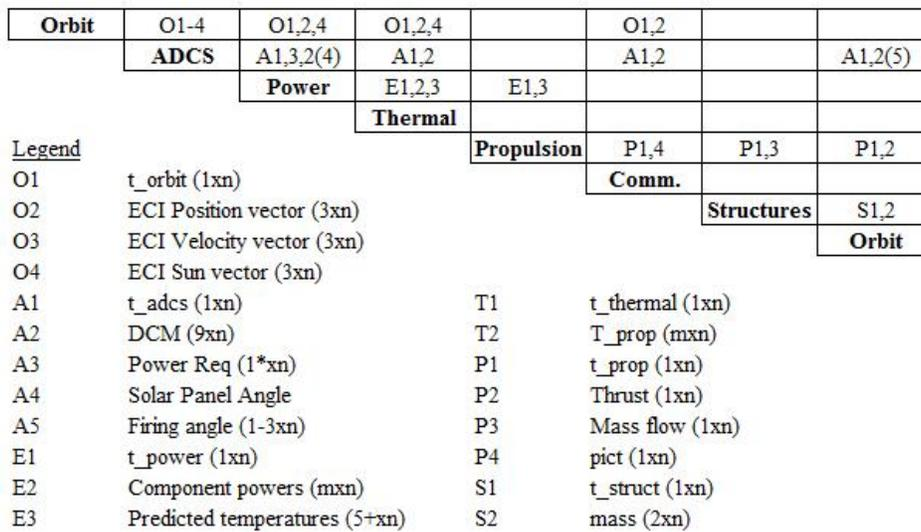 Orbit O1-4 O1,2,4 O1,2,4 O1,2
ADCS A1,3,2(4) A1,2 A1,2 A1,2(5)
Power E1,2,3 E1,3
Thermal
Legend Propulsion P1,4 P1,3 P1,2
O1 t_orbit (1xn) Comm.
O2 ECI Position vector (3xn) Structures S1,2
O3 ECI Velocity vector (3xn) Orbit
O4 ECI Sun vector (3xn)
A1 t_adcs (1xn) T1 t_thermal (1xn)
A2 DCM (9xn) T2 T_prop (mxn)
A3 Power Req (1*xn) P1 t_prop (1xn)
A4 Solar Panel Angle P2 Thrust (1xn)
A5 Firing angle (1-3xn) P3 Mass flow (1xn)
E1 t_power (1xn) P4 pict (1xn)
E2 Component powers (mxn) S1 t_struct (1xn)
E3 Predicted temperatures (5+xn) S2 mass (2xn)